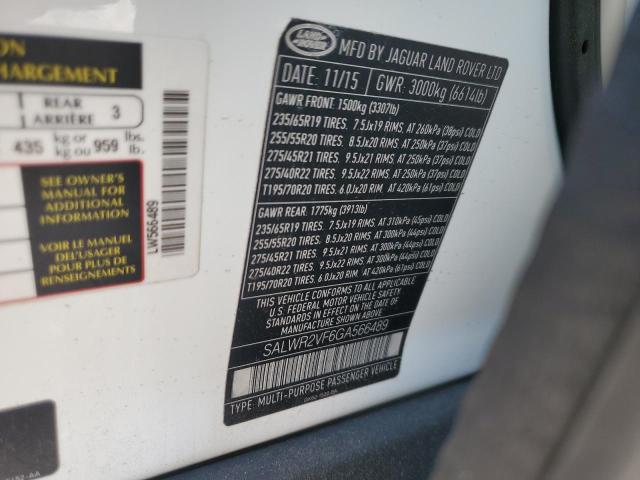 ON
CHARGEMENT
REAR
ARRIÈRE 3
435 kg or 959 lbs.
kg ou lb.
SEE OWNER'S
MANUAL FOR
ADDITIONAL
INFORMATION
VOIR LE MANUEL
DE L'USAGER
POUR PLUS DE
RENSEIGNEMENTS
LW566489
LAND
ROVER
MFD BY JAGUAR LAND ROVER LTD
DATE: 11/15 GWR: 3000kg (6614lb)
GAWR FRONT. 1500kg (3307lb)
235/65R19 TIRES. 7.5Jx19 RIMS. AT 260kPa (38psi) COLD
255/55R20 TIRES. 8.5Jx20 RIMS. AT 250kPa (37psi) COLD
275/45R21 TIRES. 9.5Jx21 RIMS. AT 250kPa (37psi) COLD
275/40R22 TIRES. 9.5Jx22 RIMS. AT 250kPa (37psi) COLD
T195/70R20 TIRES. 6.0Jx20 RIM. AT 420kPa (61psi) COLD
GAWR REAR. 1775kg (3913lb)
235/65R19 TIRES. 7.5Jx19 RIMS. AT 310kPa (45psi) COLD
255/55R20 TIRES. 8.5Jx20 RIMS. AT 300kPa (44psi) COLD
275/45R21 TIRES. 9.5Jx21 RIMS. AT 300kPa (44psi) COLD
275/40R22 TIRES. 9.5Jx22 RIMS. AT 300kPa (44psi) COLD
T195/70R20 TIRES. 6.0Jx20 RIM. AT 420kPa (61psi) COLD
THIS VEHICLE CONFORMS TO ALL APPLICABLE
U.S. FEDERAL MOTOR VEHICLE SAFETY
STANDARDS IN EFFECT ON THE DATE OF
MANUFACTURE SHOWN ABOVE.
SALWR2VF6GA566489
TYPE: MULTI-PURPOSE PASSENGER VEHICLE